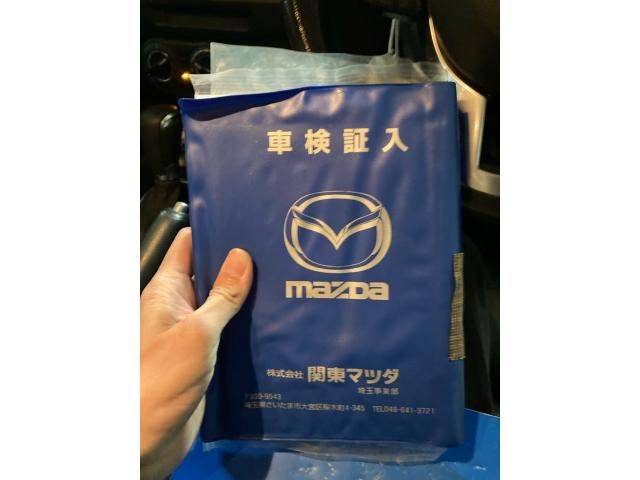 車検証入
mazda
株式会社 関東マツダ
埼玉事業部
〒330-9543
埼玉県さいたま市大宮区桜木町4-345 TEL048-641-3721